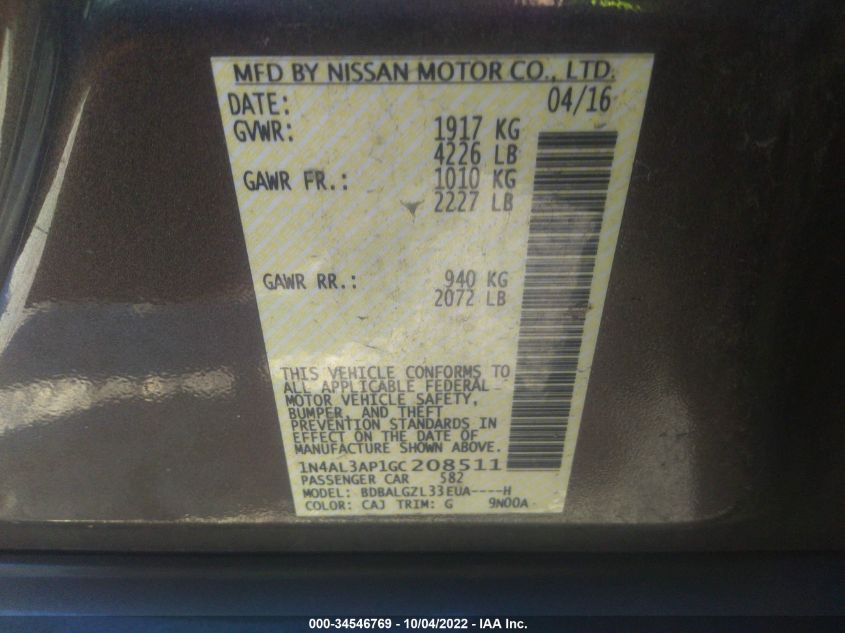 MFD BY NISSAN MOTOR CO., LTD.
DATE: 04/16
GVWR: 1917 KG
4226 LB
GAWR FR.: 1010 KG
2227 LB
GAWR RR.: 940 KG
2072 LB
THIS VEHICLE CONFORMS TO
ALL APPLICABLE FEDERAL
MOTOR VEHICLE SAFETY,
BUMPER, AND THEFT
PREVENTION STANDARDS IN
EFFECT ON THE DATE OF
MANUFACTURE SHOWN ABOVE.
1N4AL3AP1GC208511
PASSENGER CAR 582
MODEL: BDBALGZL33EUA----H
COLOR: CAJ TRIM: G 9N00A
000-34546769 - 10/04/2022 - IAA Inc.